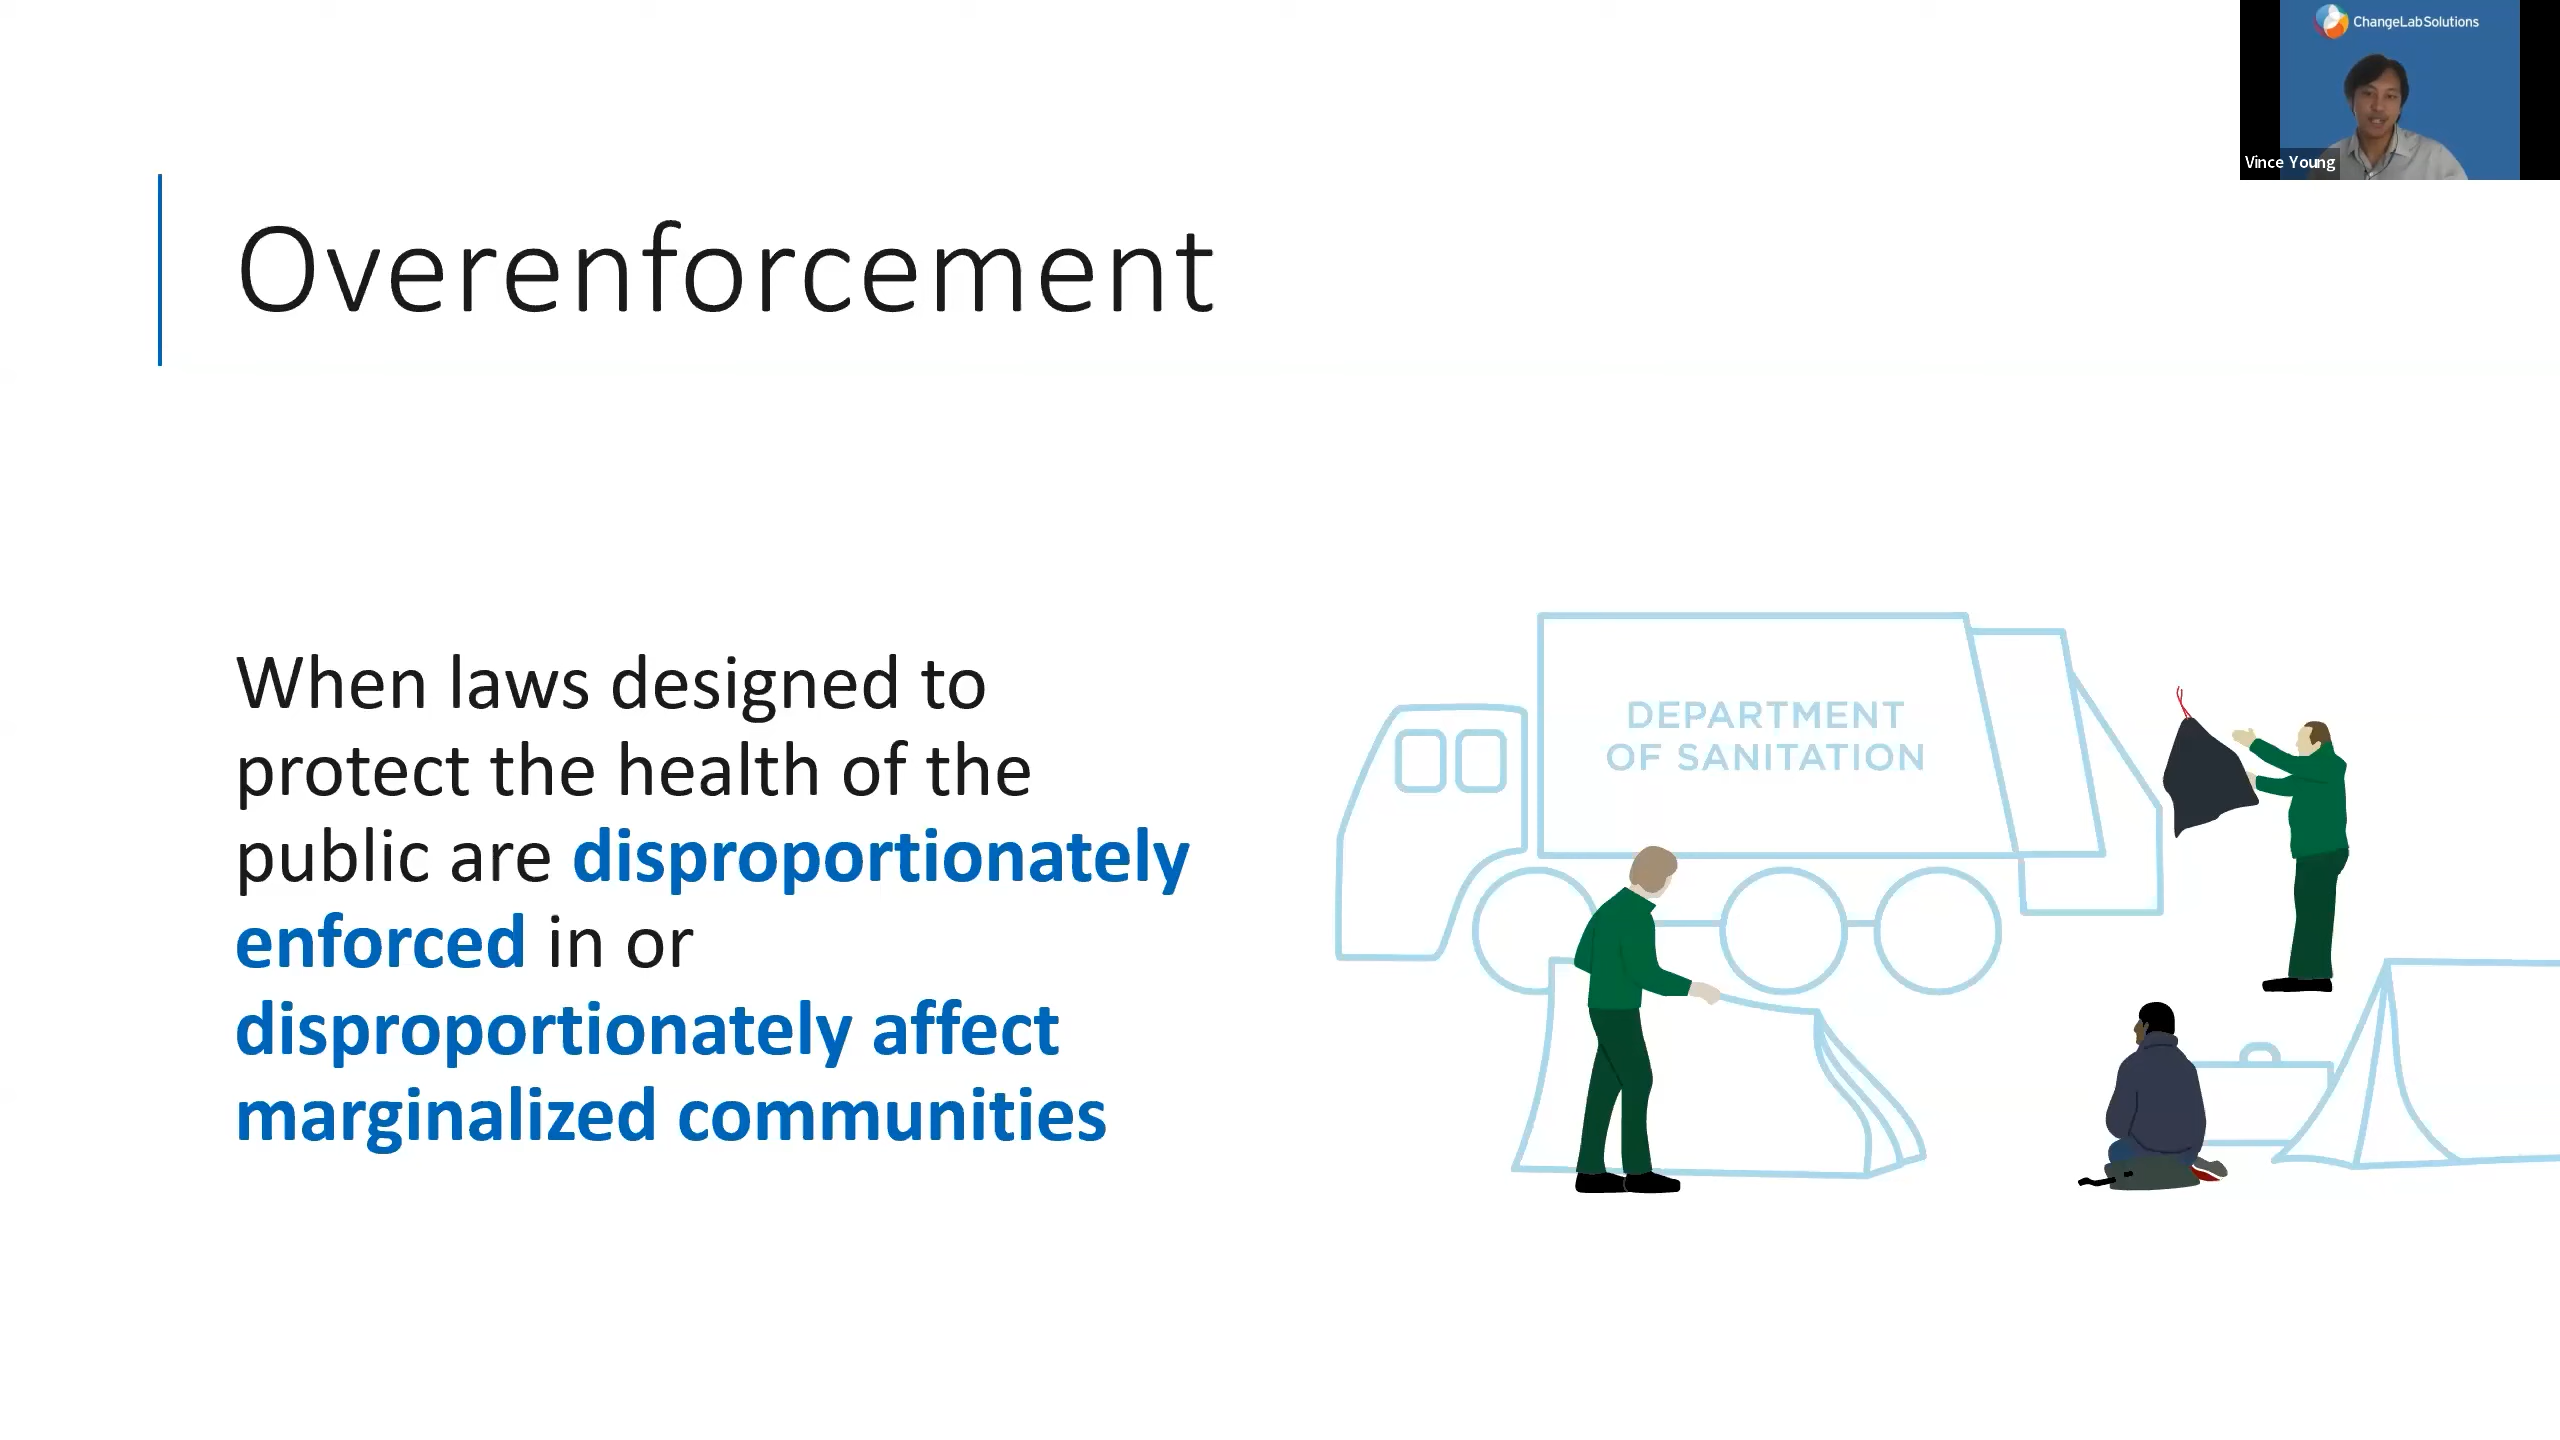 ChangeLabSolutions
Vince Young
Overenforcement
When laws designed to
protect the health of the
public are disproportionately
enforced in or
disproportionately affect
marginalized communities
DEPARTMENT
OF SANITATION